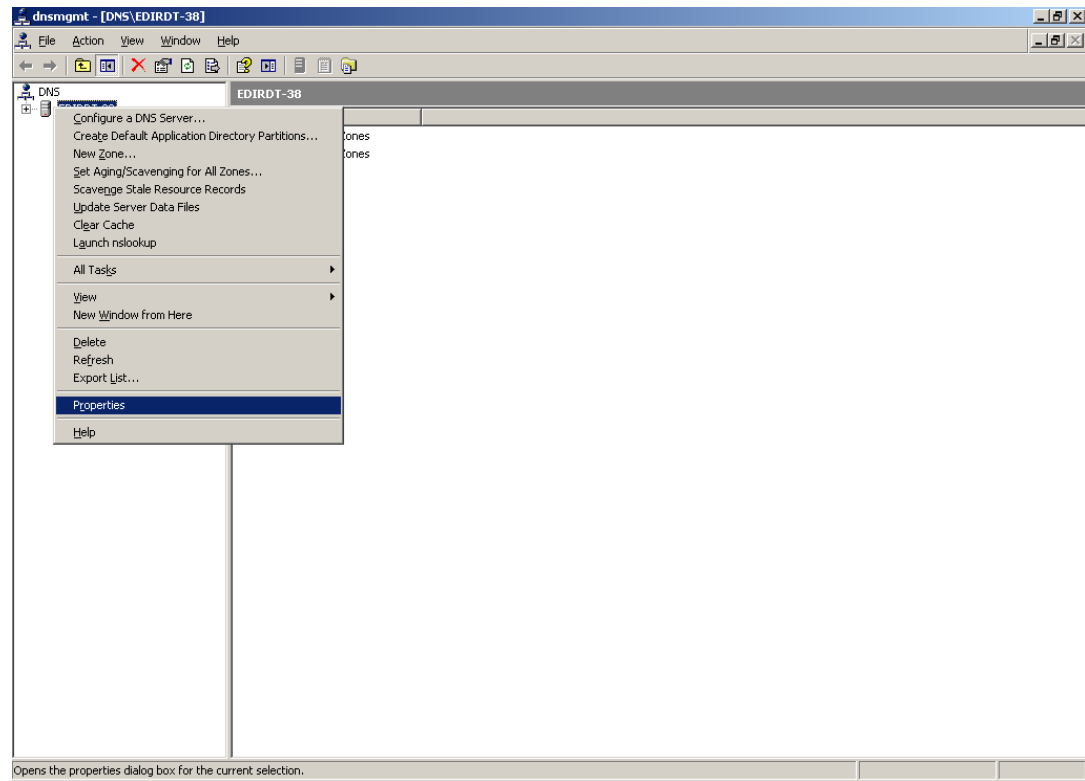 dnsmgmt - [DNS\EDIRDT-38]
File Action View Window Help
DNS
EDIRDT-38
Configure a DNS Server...
Create Default Application Directory Partitions...
New Zone...
Set Aging/Scavenging for All Zones...
Scavenge Stale Resource Records
Update Server Data Files
Clear Cache
Launch nslookup
All Tasks
View
New Window from Here
Delete
Refresh
Export List...
Properties
Help
Zones
Zones
Opens the properties dialog box for the current selection.